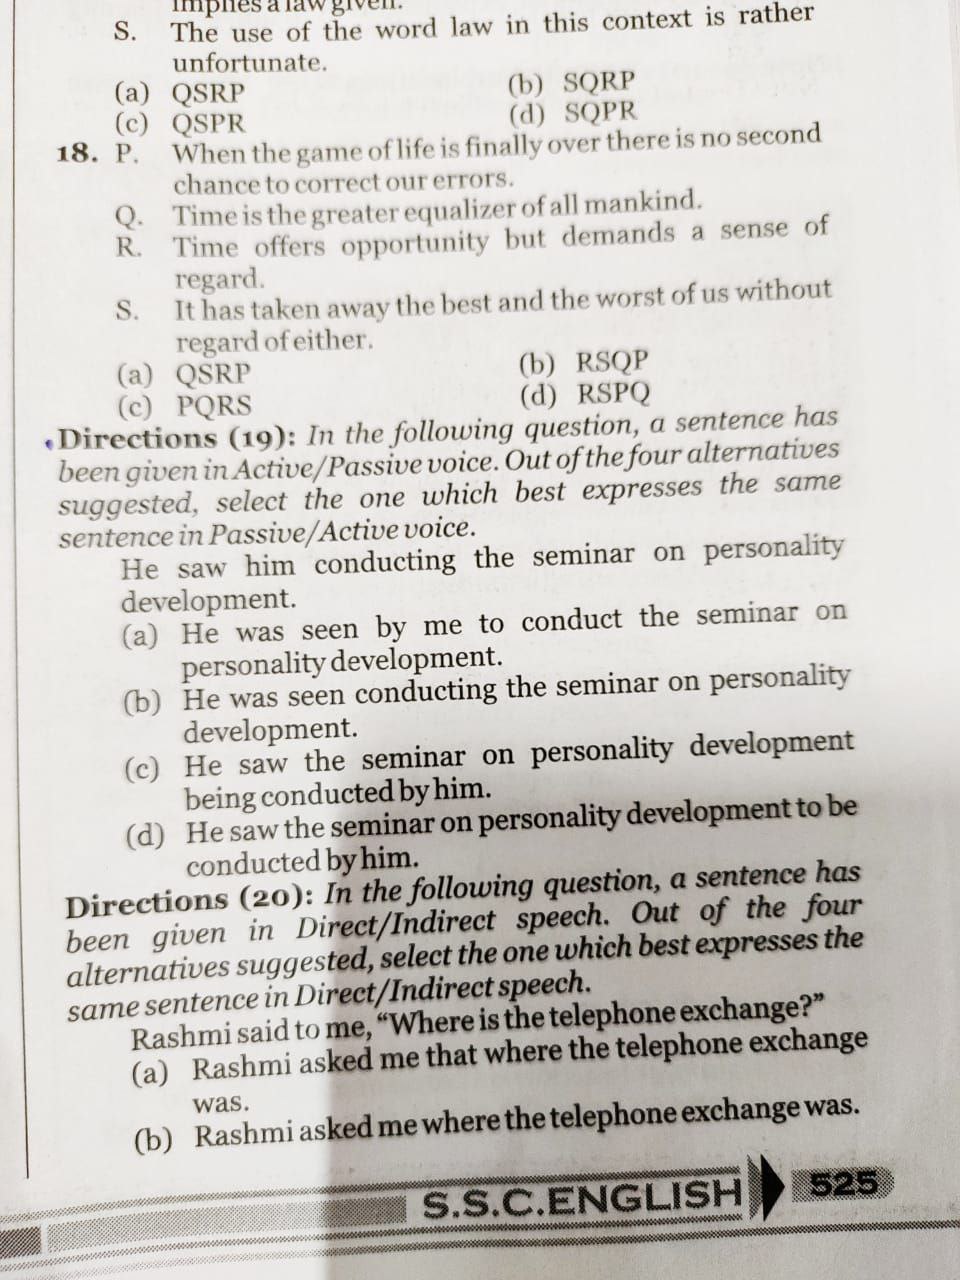 implies a law given.
S. The use of the word law in this context is rather
unfortunate.
(a) QSRP (b) SQRP
(c) QSPR (d) SQPR
18. P. When the game of life is finally over there is no second
chance to correct our errors.
Q. Time is the greater equalizer of all mankind.
R. Time offers opportunity but demands a sense of
regard.
S. It has taken away the best and the worst of us without
regard of either.
(a) QSRP (b) RSQP
(c) PQRS (d) RSPQ
Directions (19): In the following question, a sentence has
been given in Active/Passive voice. Out of the four alternatives
suggested, select the one which best expresses the same
sentence in Passive/Active voice.
He saw him conducting the seminar on personality
development.
(a) He was seen by me to conduct the seminar on
personality development.
(b) He was seen conducting the seminar on personality
development.
(c) He saw the seminar on personality development
being conducted by him.
(d) He saw the seminar on personality development to be
conducted by him.
Directions (20): In the following question, a sentence has
been given in Direct/Indirect speech. Out of the four
alternatives suggested, select the one which best expresses the
same sentence in Direct/Indirect speech.
Rashmi said to me, “Where is the telephone exchange?”
(a) Rashmi asked me that where the telephone exchange
was.
(b) Rashmi asked me where the telephone exchange was.
S.S.C.ENGLISH 525